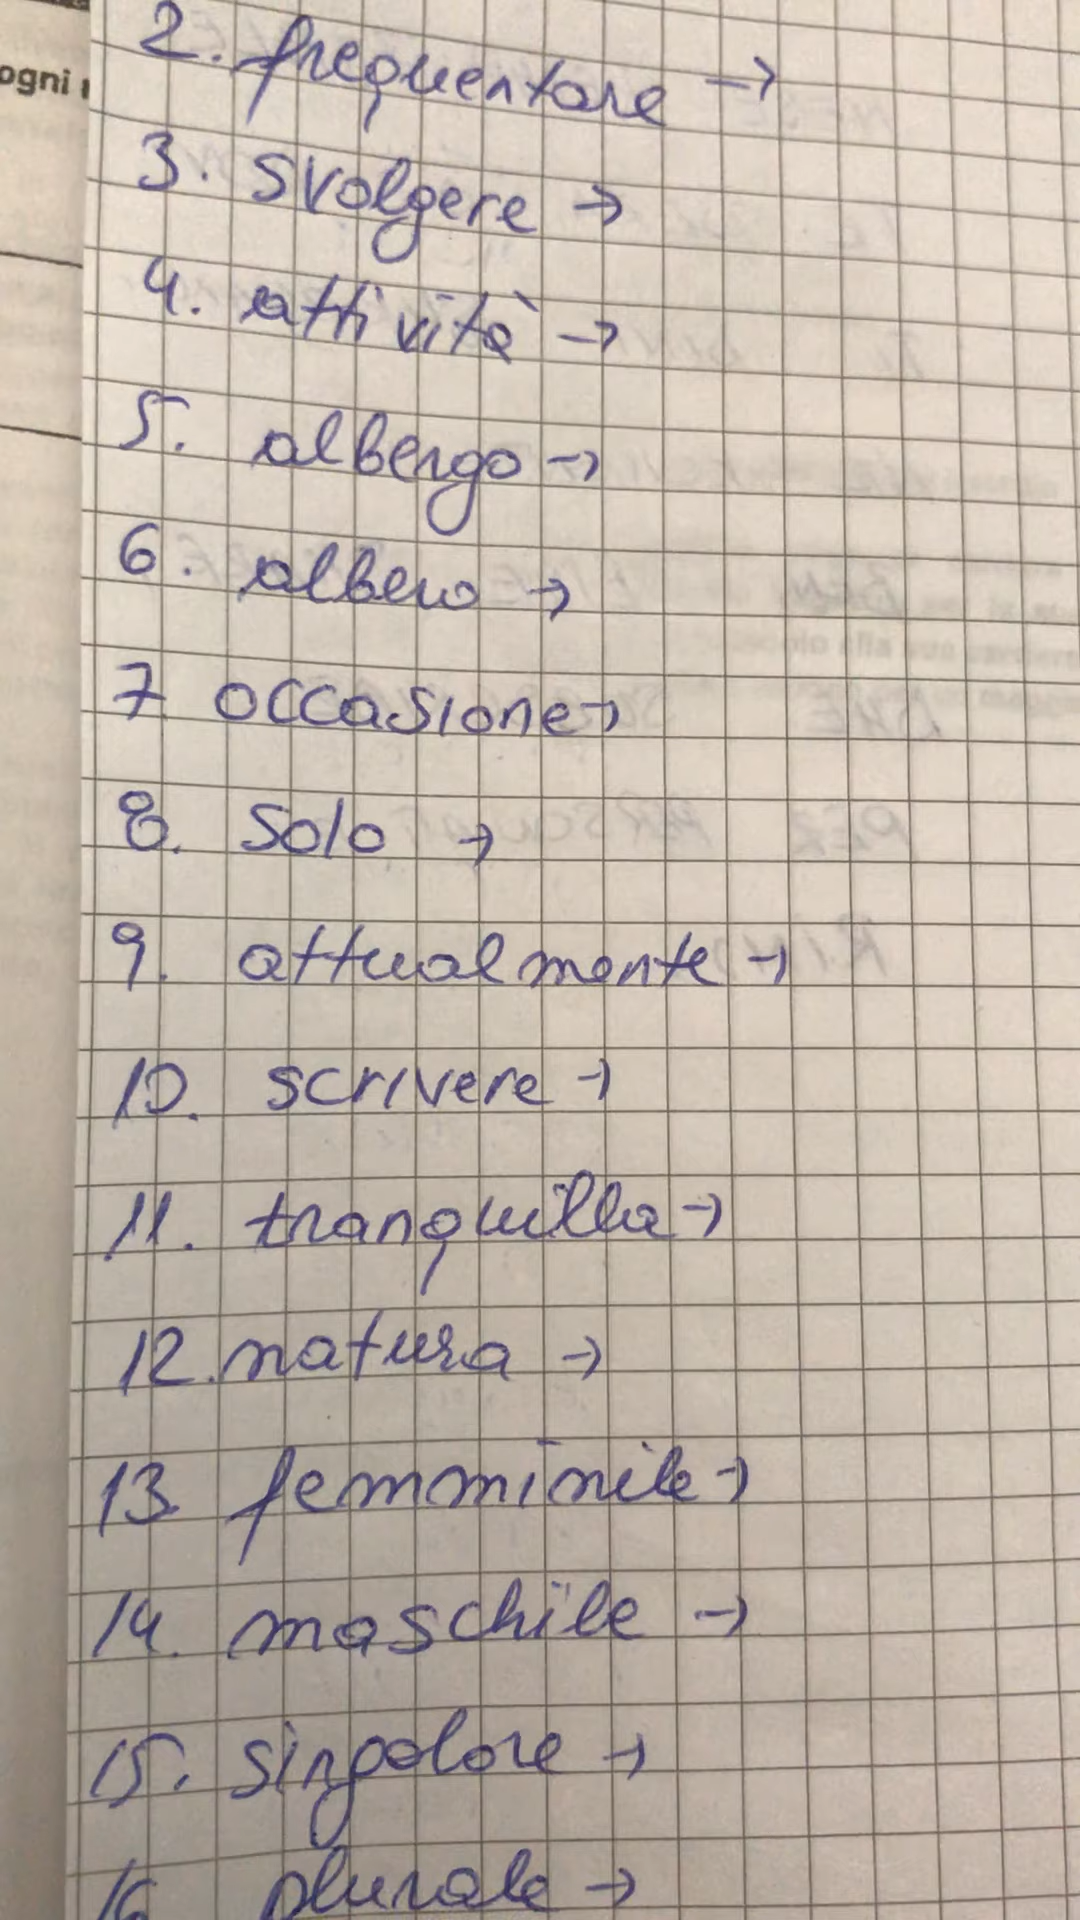 ogni
2. frequentare →
3. svolgere →
4. attività →
5. albergo →
6. albero →
7 occasione →
8. solo →
9. attualmente →
10. scrivere →
11. tranquilla →
12. natura →
13. femminile →
14. maschile →
15. singolare →
16 plurale →